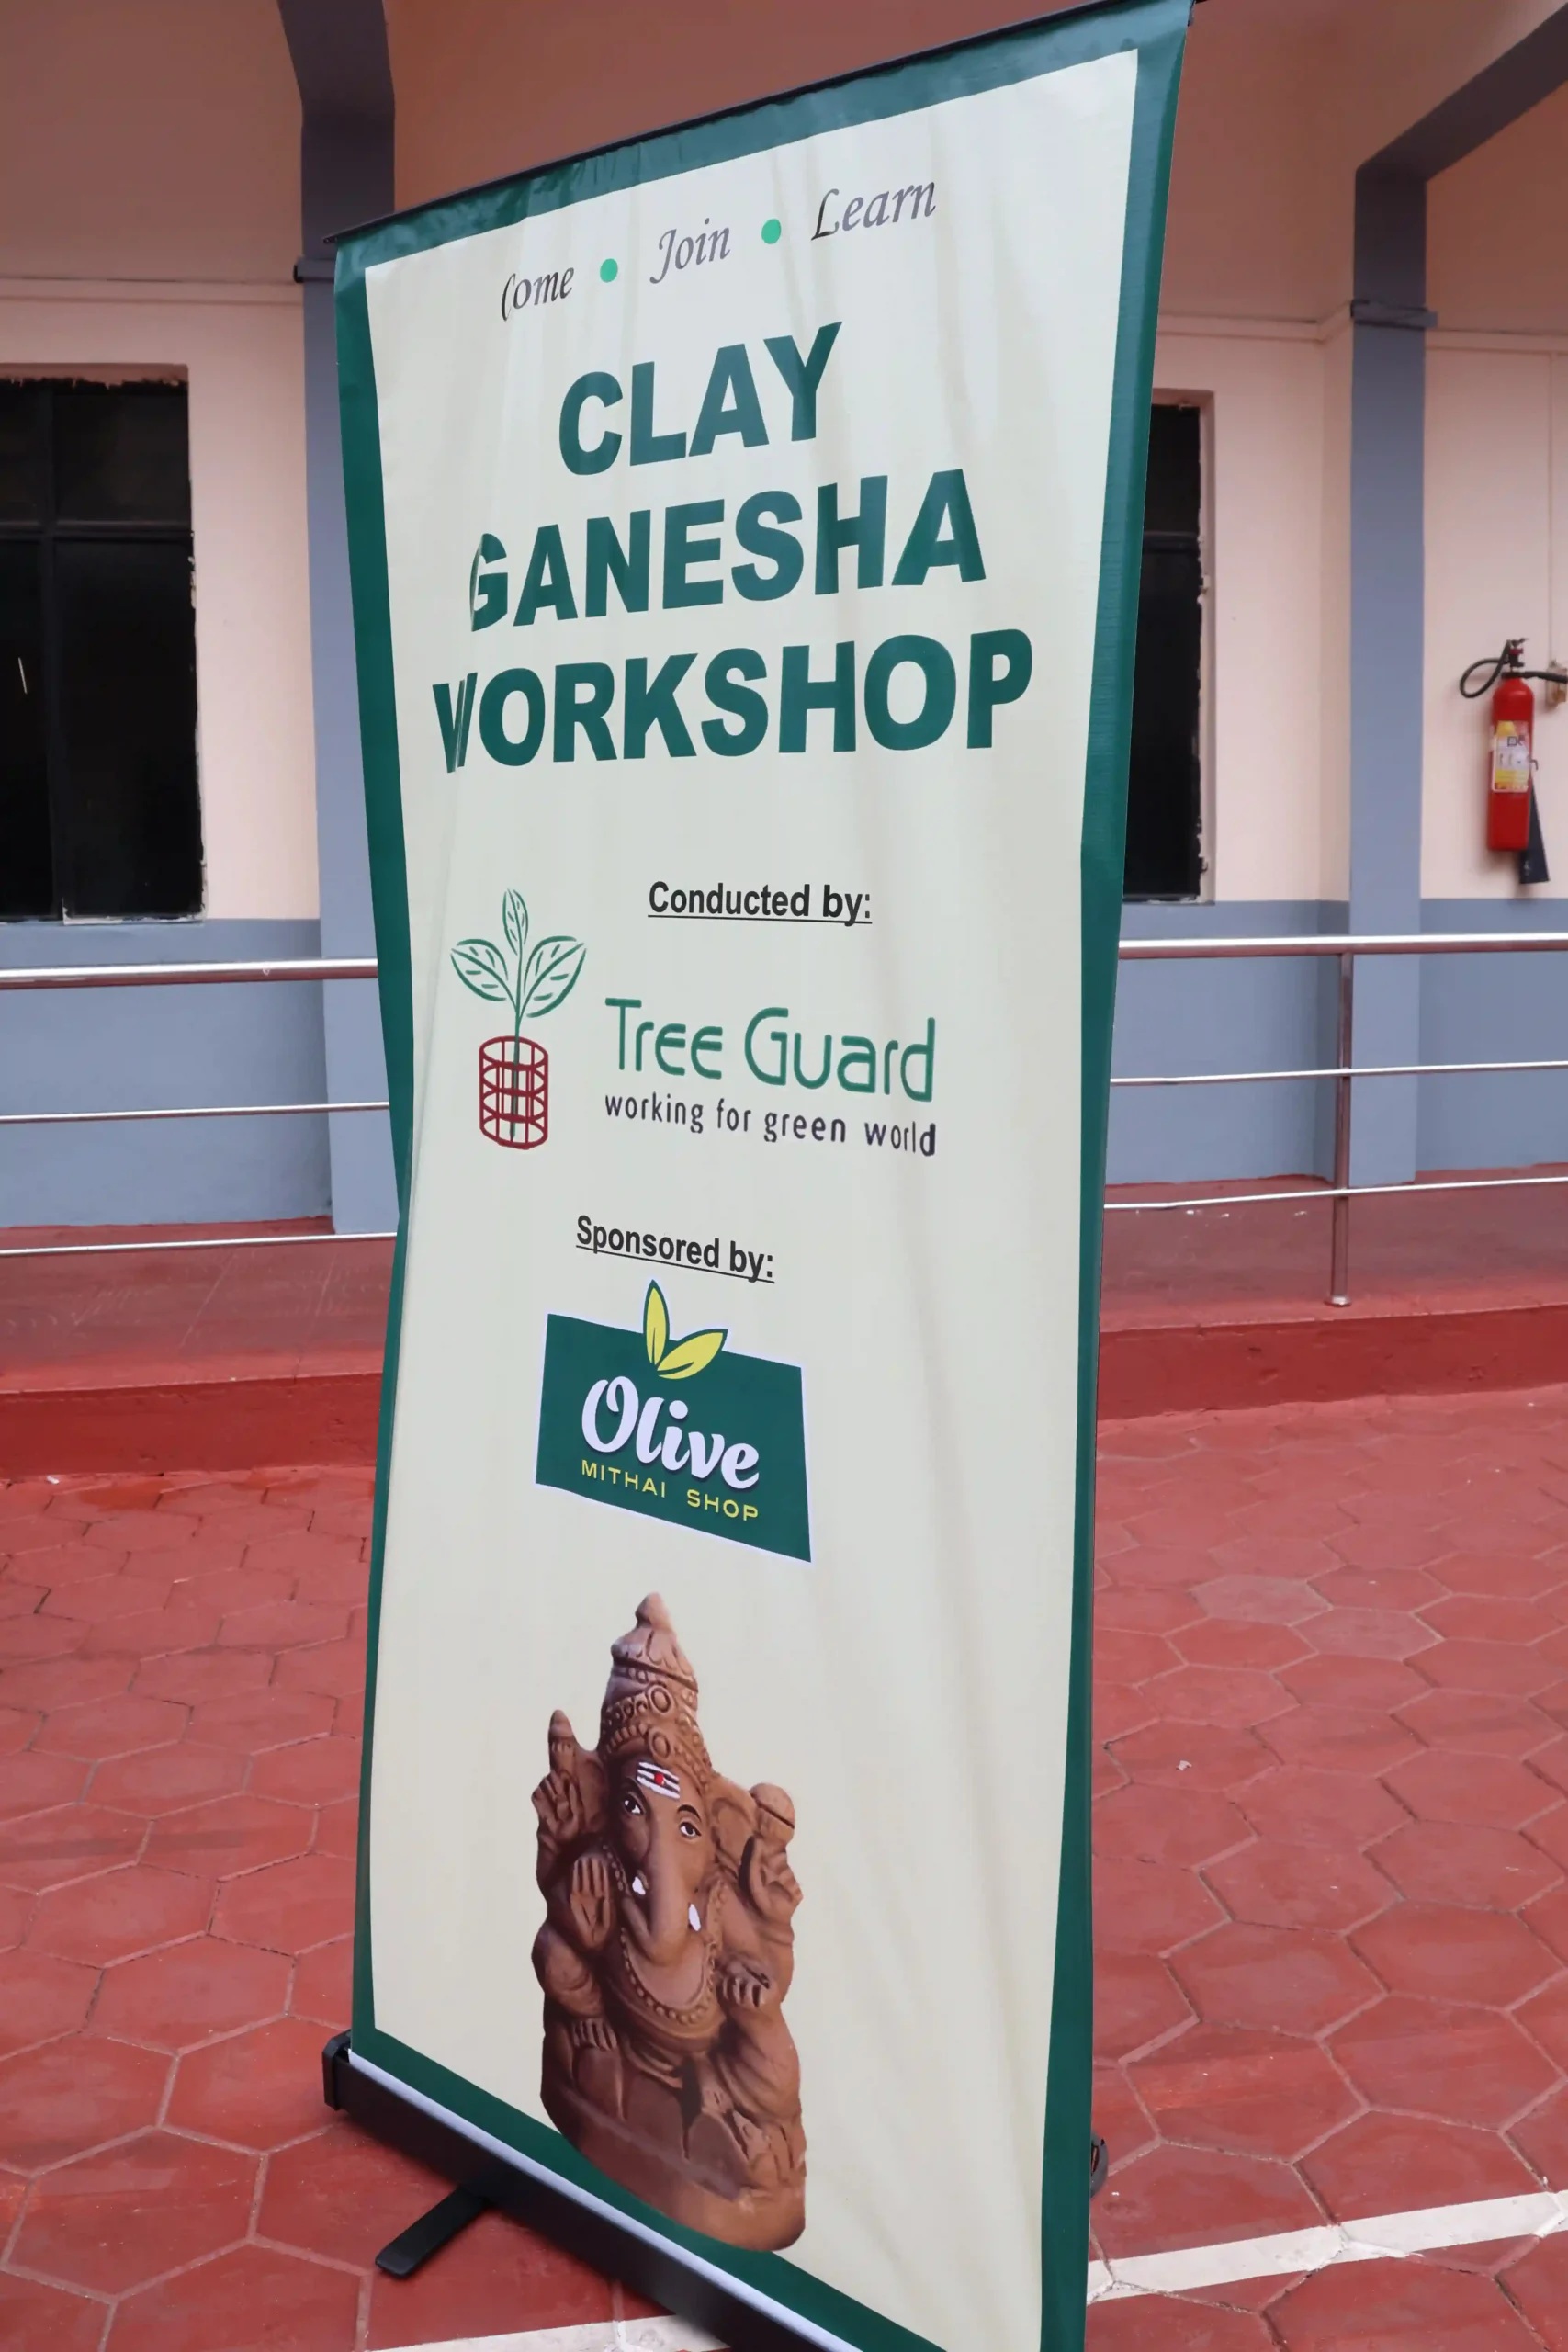 Come • Join • Learn
CLAY
GANESHA
WORKSHOP
Conducted by:
Tree Guard
working for green world
Sponsored by:
Olive
MITHAI SHOP